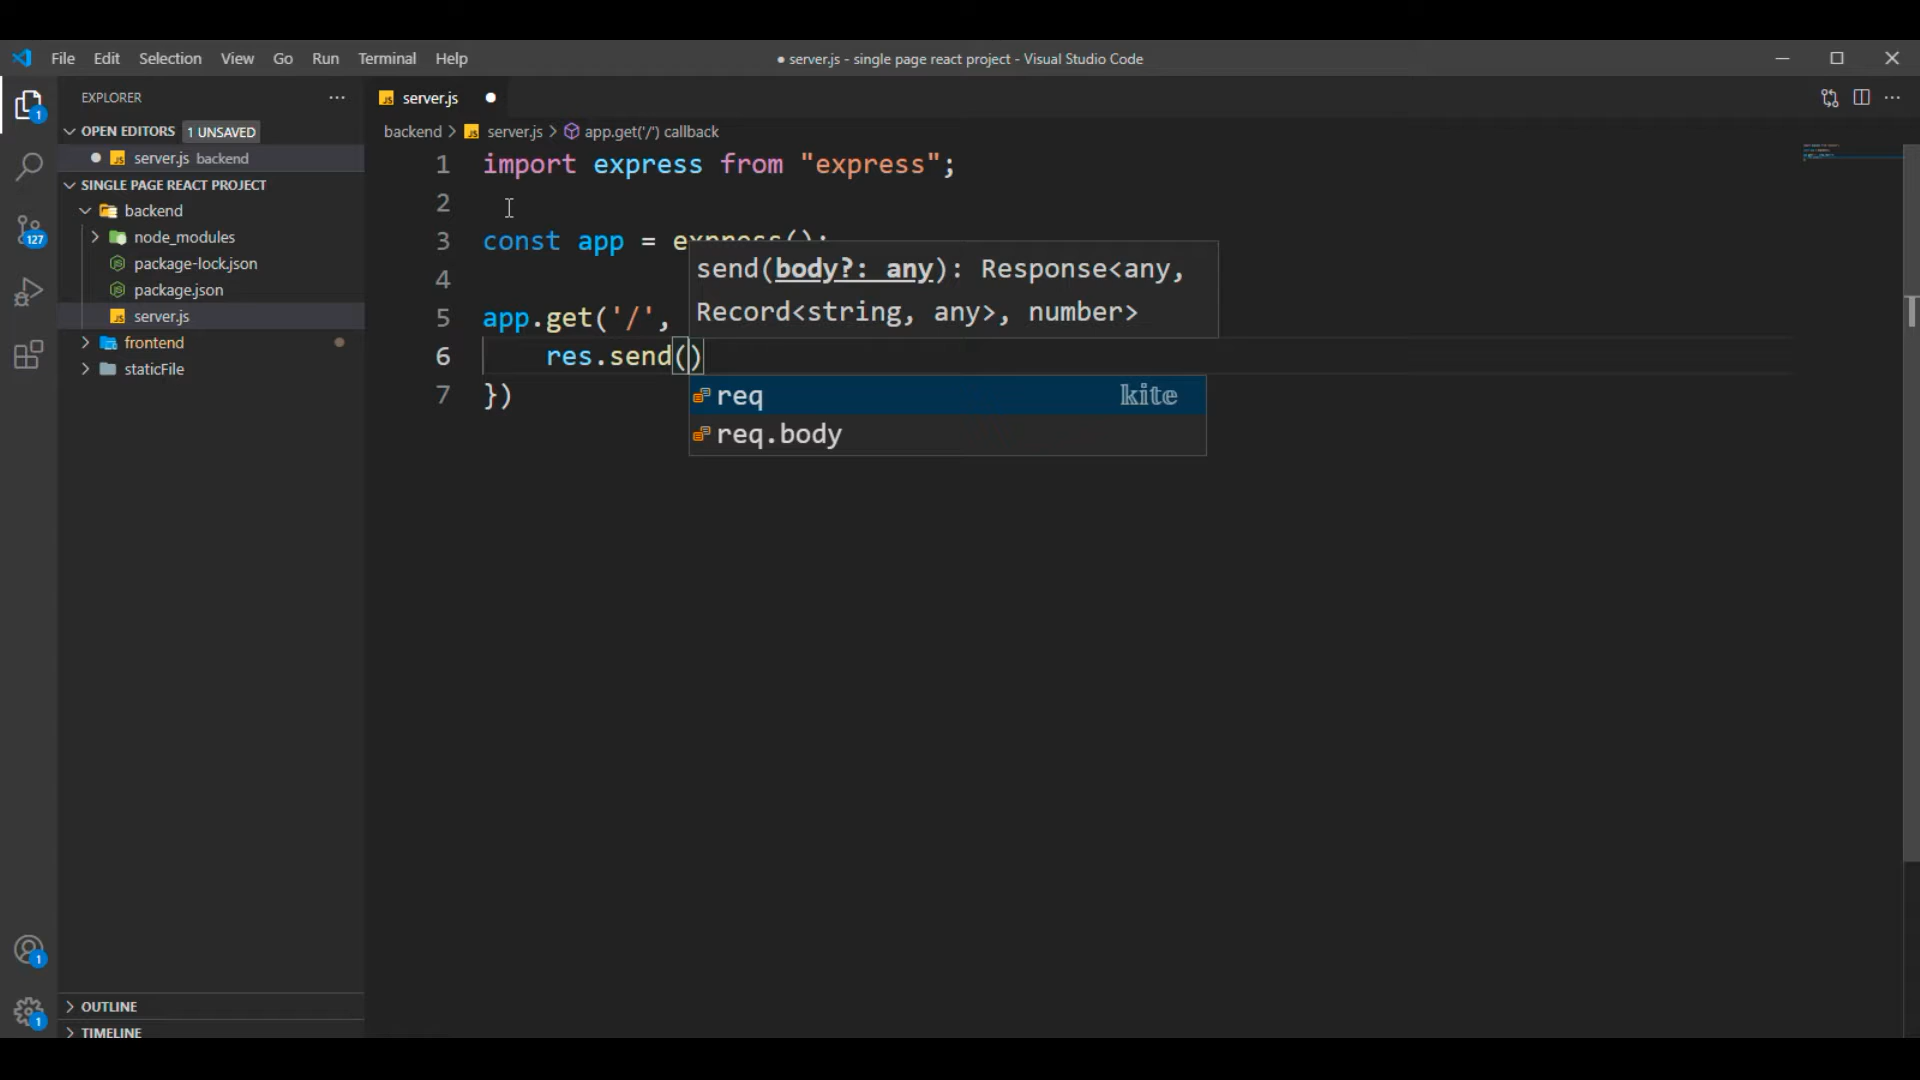 File Edit Selection View Go Run Terminal Help
● server.js - single page react project - Visual Studio Code
EXPLORER
OPEN EDITORS 1 UNSAVED
server.js backend
SINGLE PAGE REACT PROJECT
backend
node_modules
package-lock.json
package.json
server.js
frontend
staticFile
OUTLINE
TIMELINE
1
127
1
1
server.js
backend > server.js > app.get('/') callback
1 import express from "express";
2
3 const app = express();
4
5 app.get('/',
6 res.send()
7 })
send(body?: any): Response<any,
Record<string, any>, number>
req kite
req.body